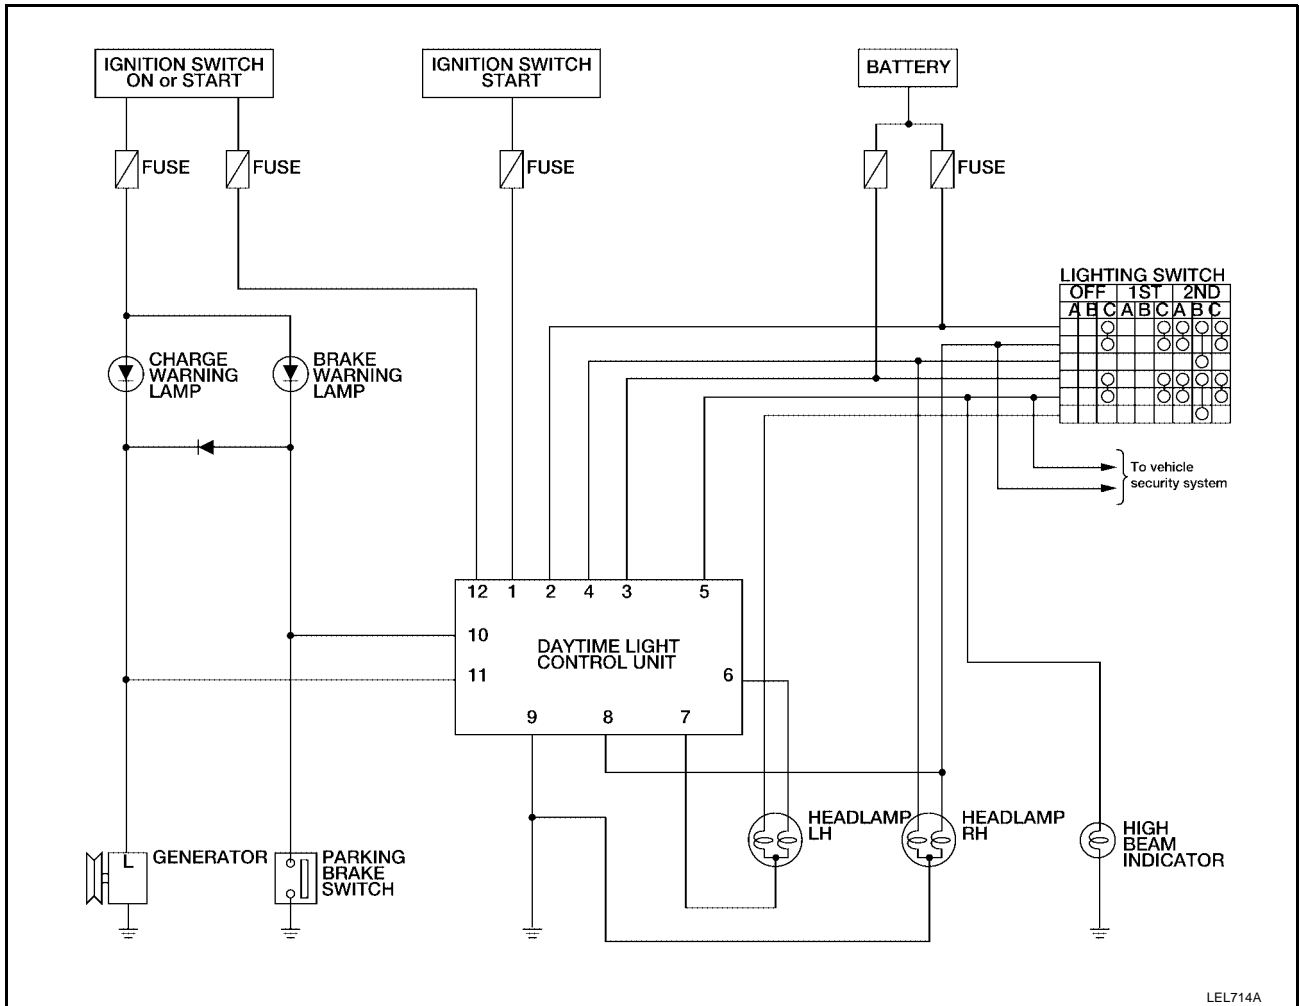 IGNITION SWITCH
ON or START
IGNITION SWITCH
START
BATTERY
FUSE
FUSE
FUSE
FUSE
LIGHTING SWITCH
OFF 1ST 2ND
A B C A B C A B C
CHARGE
WARNING
LAMP
BRAKE
WARNING
LAMP
To vehicle
security system
12 1 2 4 3 5
10
DAYTIME LIGHT
CONTROL UNIT
11
6
9 8 7
HEADLAMP
LH
HEADLAMP
RH
HIGH
BEAM
INDICATOR
L
GENERATOR
PARKING
BRAKE
SWITCH
LEL714A